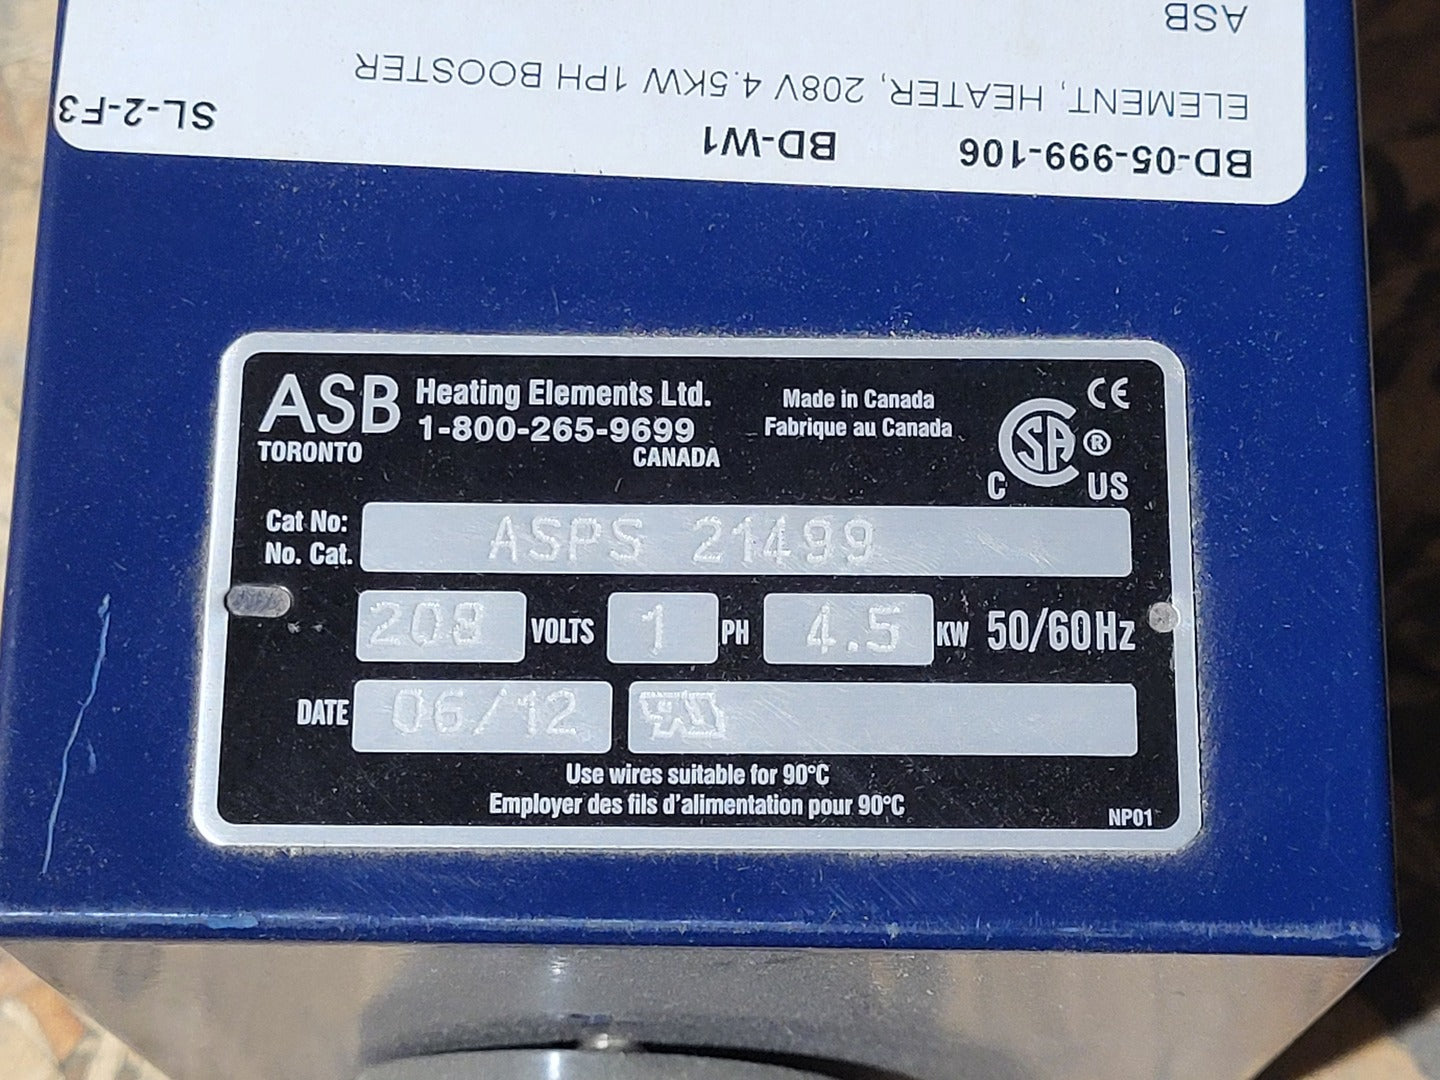 ASB
ELEMENT, HEATER, 208V 4.5KW 1PH BOOSTER
BD-05-999-106 BD-W1 SL-2-F3
ASB Heating Elements Ltd.
1-800-265-9699
TORONTO CANADA
Made in Canada
Fabrique au Canada
CE
CSA ®
C US
Cat No:
No. Cat. ASPS 21499
208 VOLTS 1 PH 4.5 KW 50/60Hz
DATE 06/12
Use wires suitable for 90°C
Employer des fils d'alimentation pour 90°C
NP01